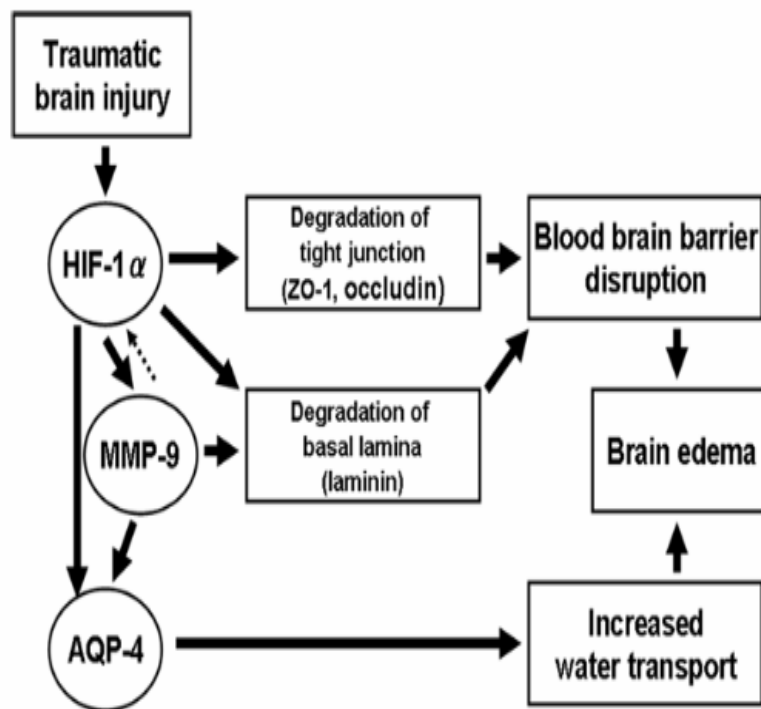 Traumatic
brain injury
HIF-1α
Degradation of
tight junction
(ZO-1, occludin)
Blood brain barrier
disruption
MMP-9
Degradation of
basal lamina
(laminin)
Brain edema
AQP-4
Increased
water transport